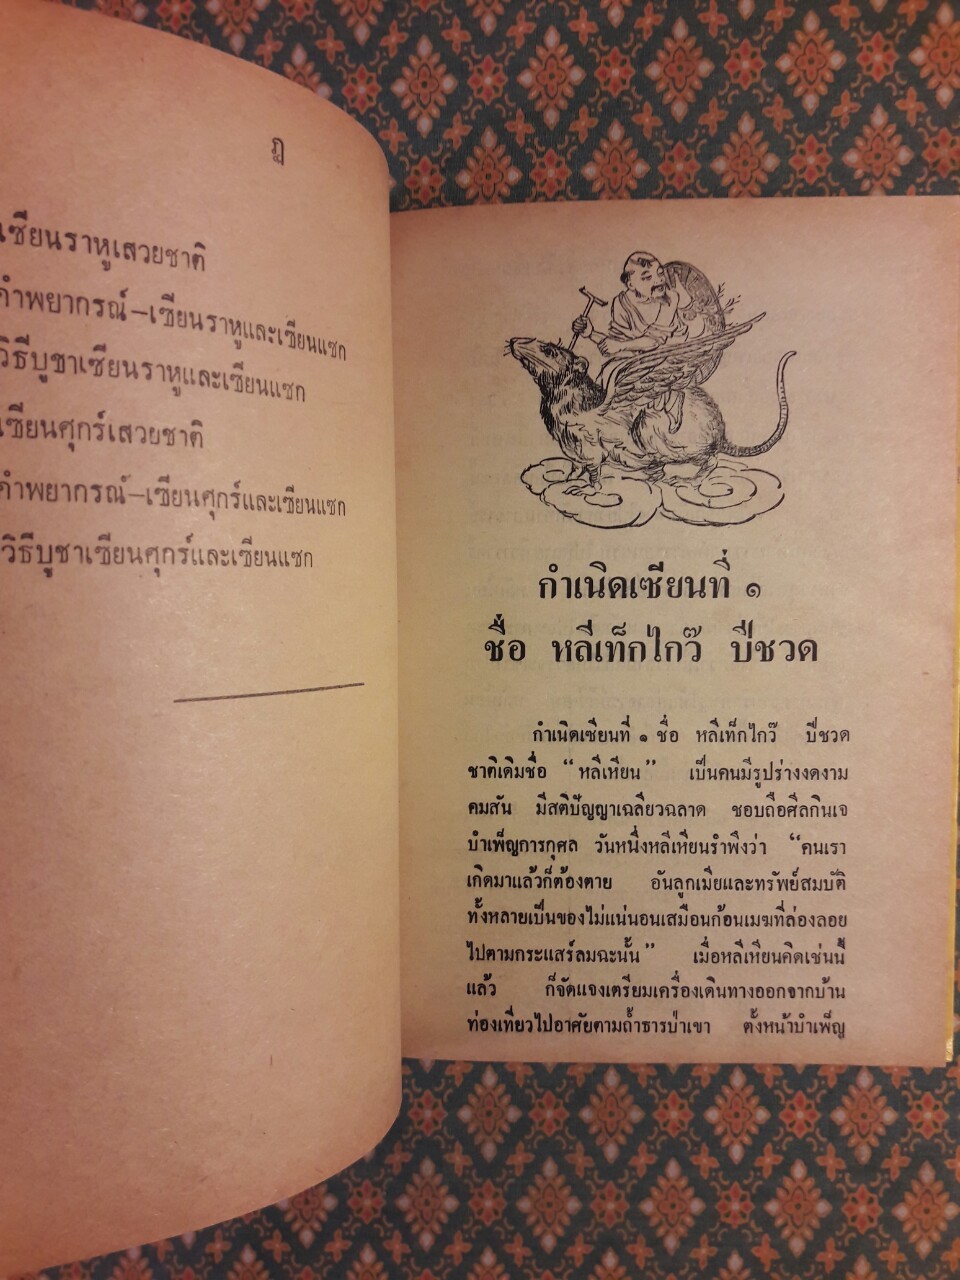 ฎ
เซียนราหูเสวยชาติ
คำพยากรณ์–เซียนราหูและเซียนแซก
วิธีบูชาเซียนราหูและเซียนแซก
เซียนศุกร์เสวยชาติ
คำพยากรณ์–เซียนศุกร์และเซียนแซก
วิธีบูชาเซียนศุกร์และเซียนแซก
กำเนิดเซียนที่ ๑
ชื่อ หลีเท็กไกว๊ ปีชวด
กำเนิดเซียนที่ ๑ ชื่อ หลีเท็กไกว๊ ปีชวด
ชาติเดิมชื่อ “หลีเหียน” เป็นคนมีรูปร่างงดงาม
คมสัน มีสติปัญญาเฉลียวฉลาด ชอบถือศีลกินเจ
บำเพ็ญการกุศล วันหนึ่งหลีเหียนรำพึงว่า “คนเรา
เกิดมาแล้วก็ต้องตาย อันลูกเมียและทรัพย์สมบัติ
ทั้งหลายเป็นของไม่แน่นอนเสมือนก้อนเมฆที่ล่องลอย
ไปตามกระแสร์ลมฉะนั้น” เมื่อหลีเหียนคิดเช่นนี้
แล้ว ก็จัดแจงเตรียมเครื่องเดินทางออกจากบ้าน
ท่องเที่ยวไปอาศัยตามถ้ำธารป่าเขา ตั้งหน้าบำเพ็ญ